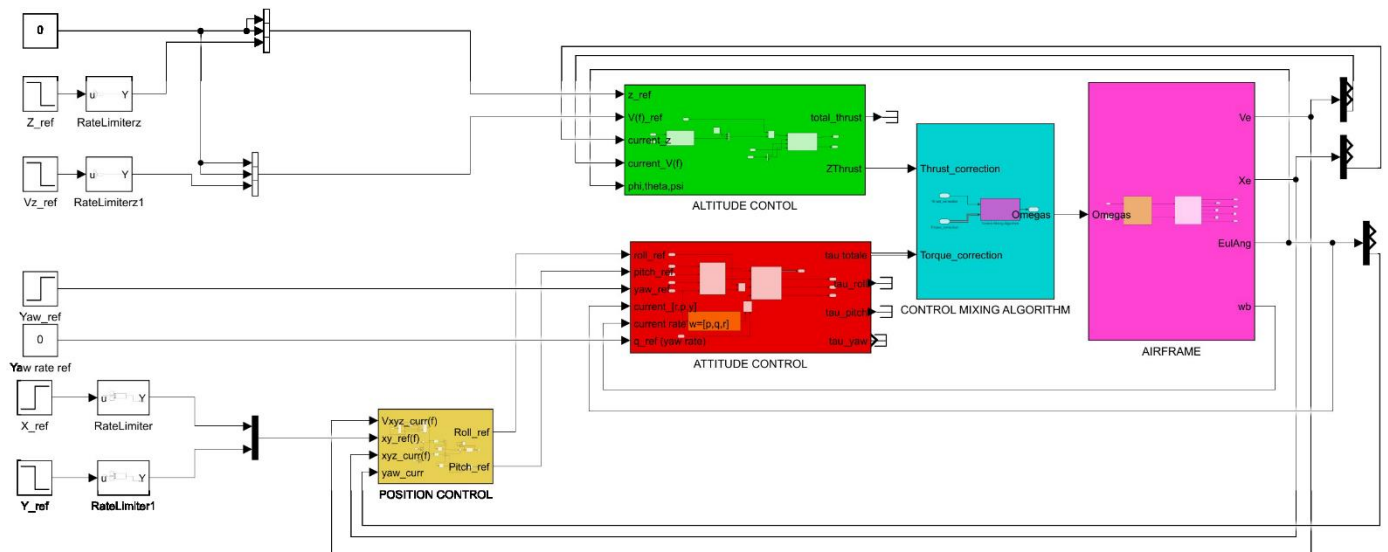 0
Z_ref
u
Y
RateLimiterz
Vz_ref
u
Y
RateLimiterz1
Yaw_ref
0
Yaw rate ref
X_ref
u
Y
RateLimiter
Y_ref
u
Y
RateLimiter1
z_ref
V(f)_ref
current_z
current_V(f)
phi,theta,psi
total_thrust
ZThrust
ALTITUDE CONTOL
roll_ref
pitch_ref
yaw_ref
current_[r,p,y]
current rate w=[p,q,r]
q_ref (yaw rate)
tau totale
tau_roll
tau_pitch
tau_yaw
ATTITUDE CONTROL
Vxyz_curr(f)
xy_ref(f)
xyz_curr(f)
yaw_curr
Roll_ref
Pitch_ref
POSITION CONTROL
Thrust_correction
Torque_correction
Omegas
CONTROL MIXING ALGORITHM
Omegas
Ve
Xe
EulAng
wb
AIRFRAME